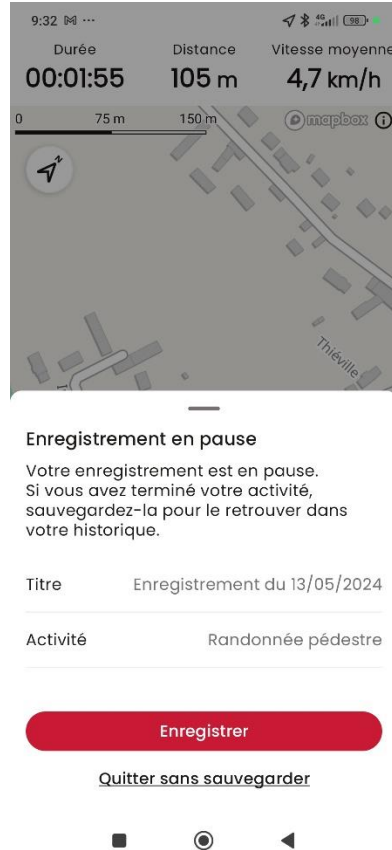 9:32 ... 4G 98
Durée Distance Vitesse moyenne
00:01:55 105 m 4,7 km/h
0 75 m 150 m mapbox
N
Thiéville
Enregistrement en pause
Votre enregistrement est en pause.
Si vous avez terminé votre activité,
sauvegardez-la pour le retrouver dans
votre historique.
Titre Enregistrement du 13/05/2024
Activité Randonnée pédestre
Enregistrer
Quitter sans sauvegarder